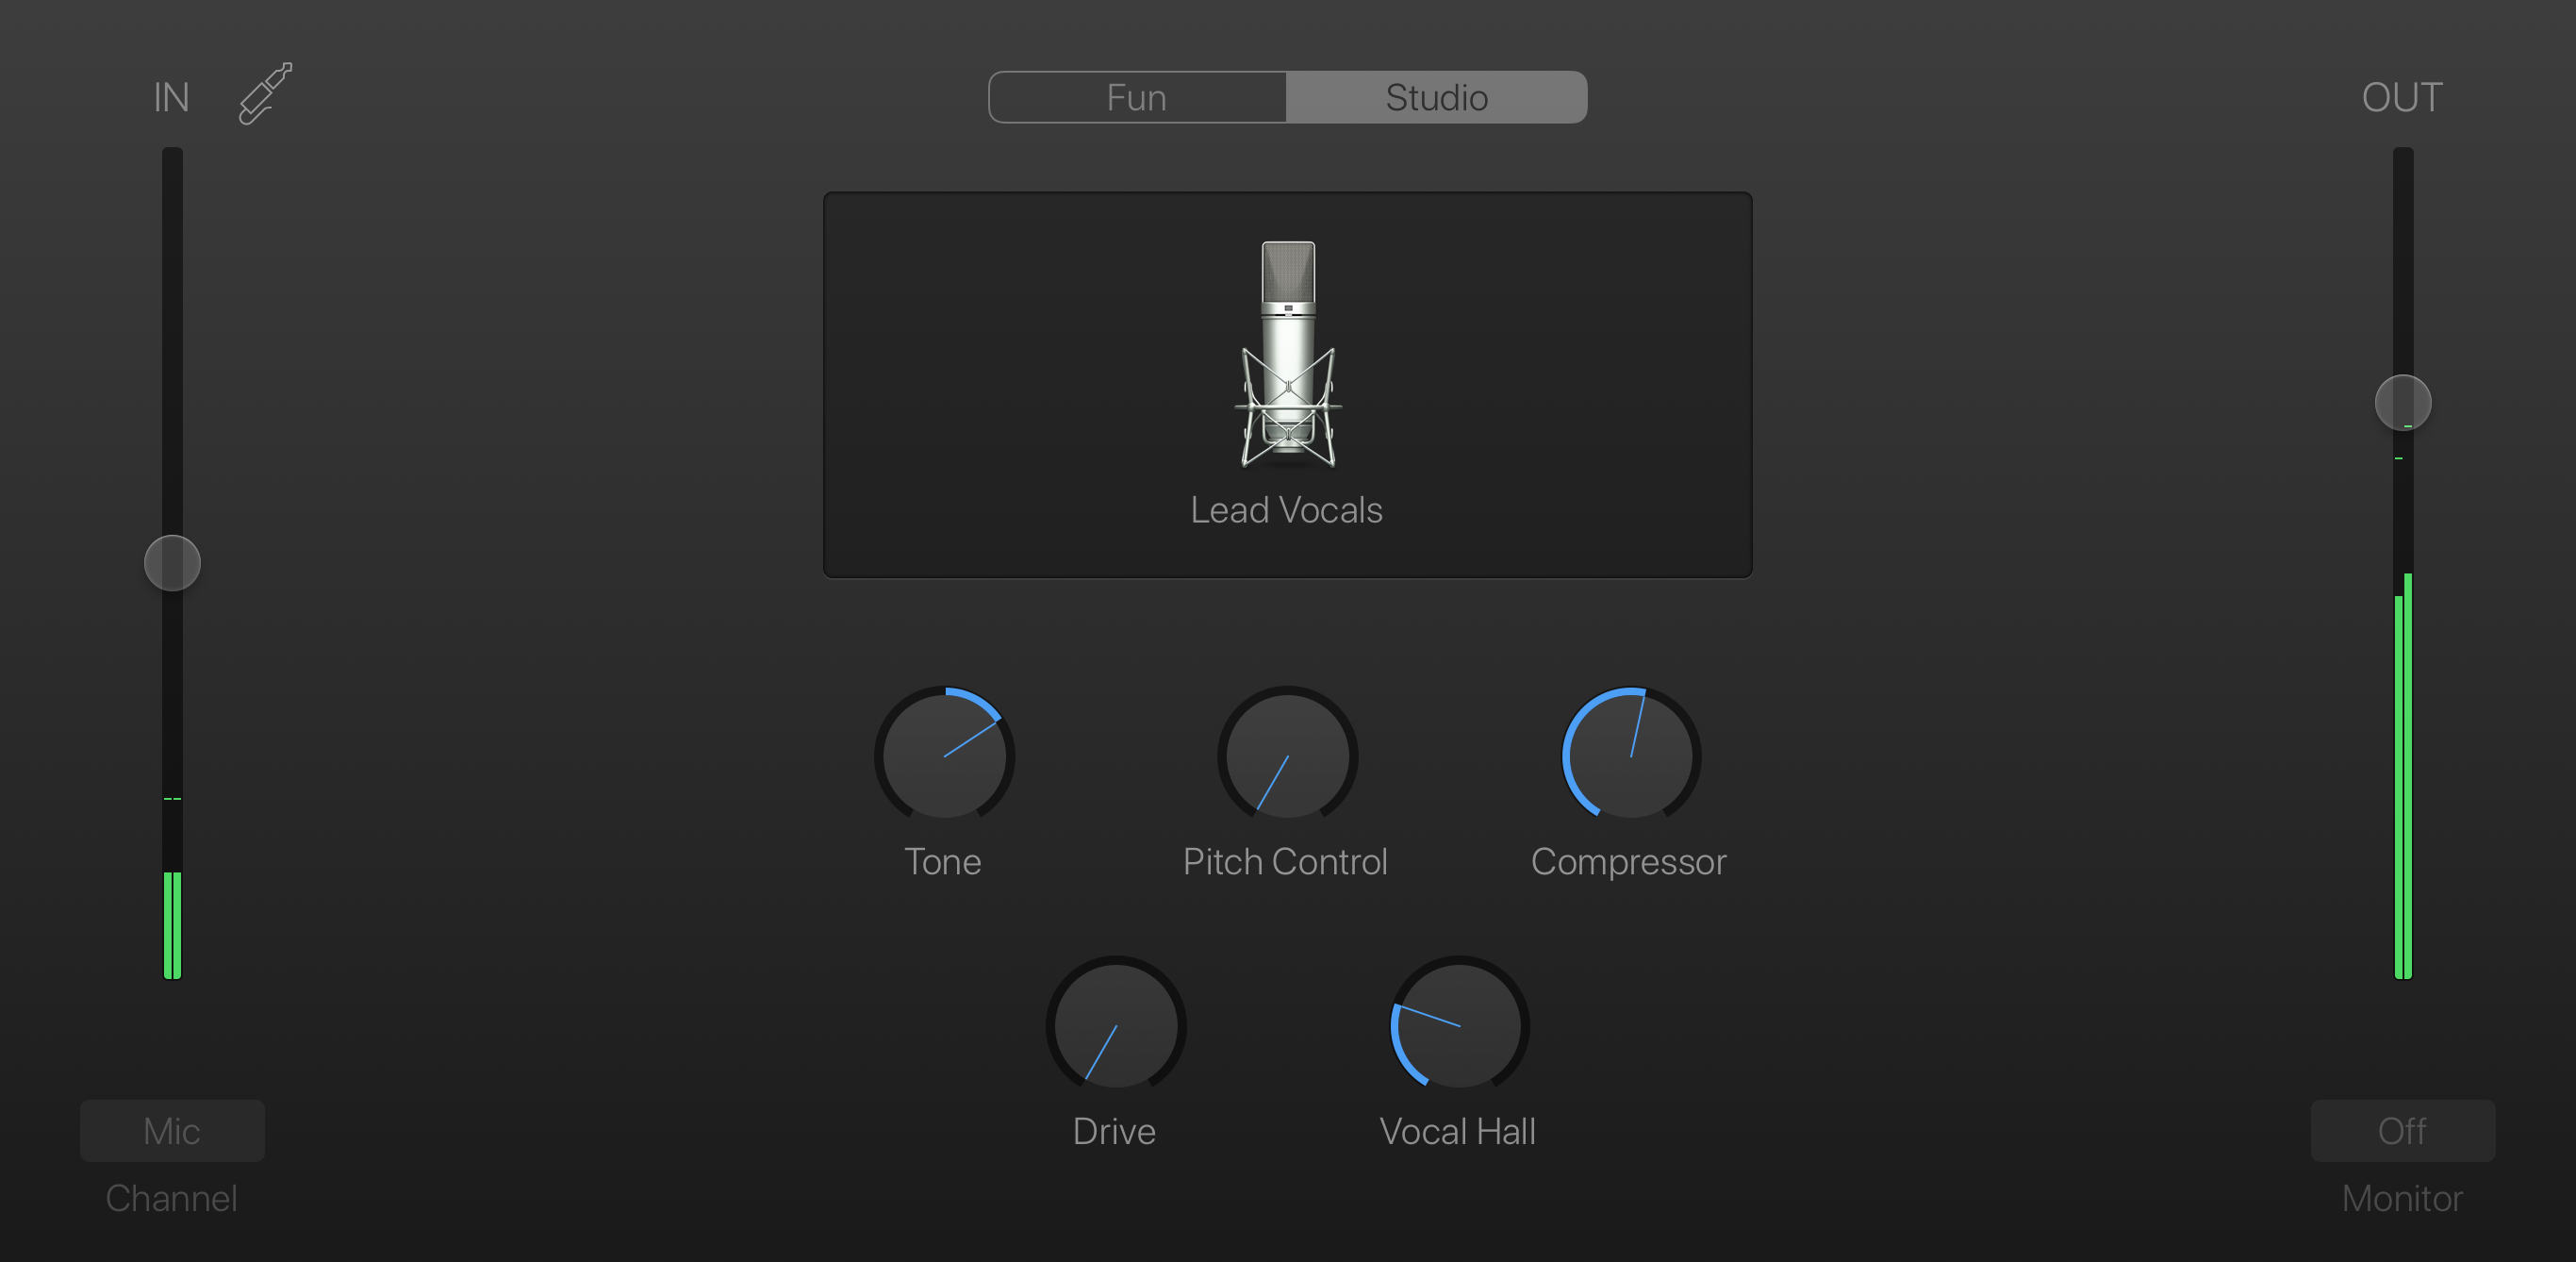 IN
Fun
Studio
OUT
Lead Vocals
Tone
Pitch Control
Compressor
Drive
Vocal Hall
Mic
Channel
Off
Monitor